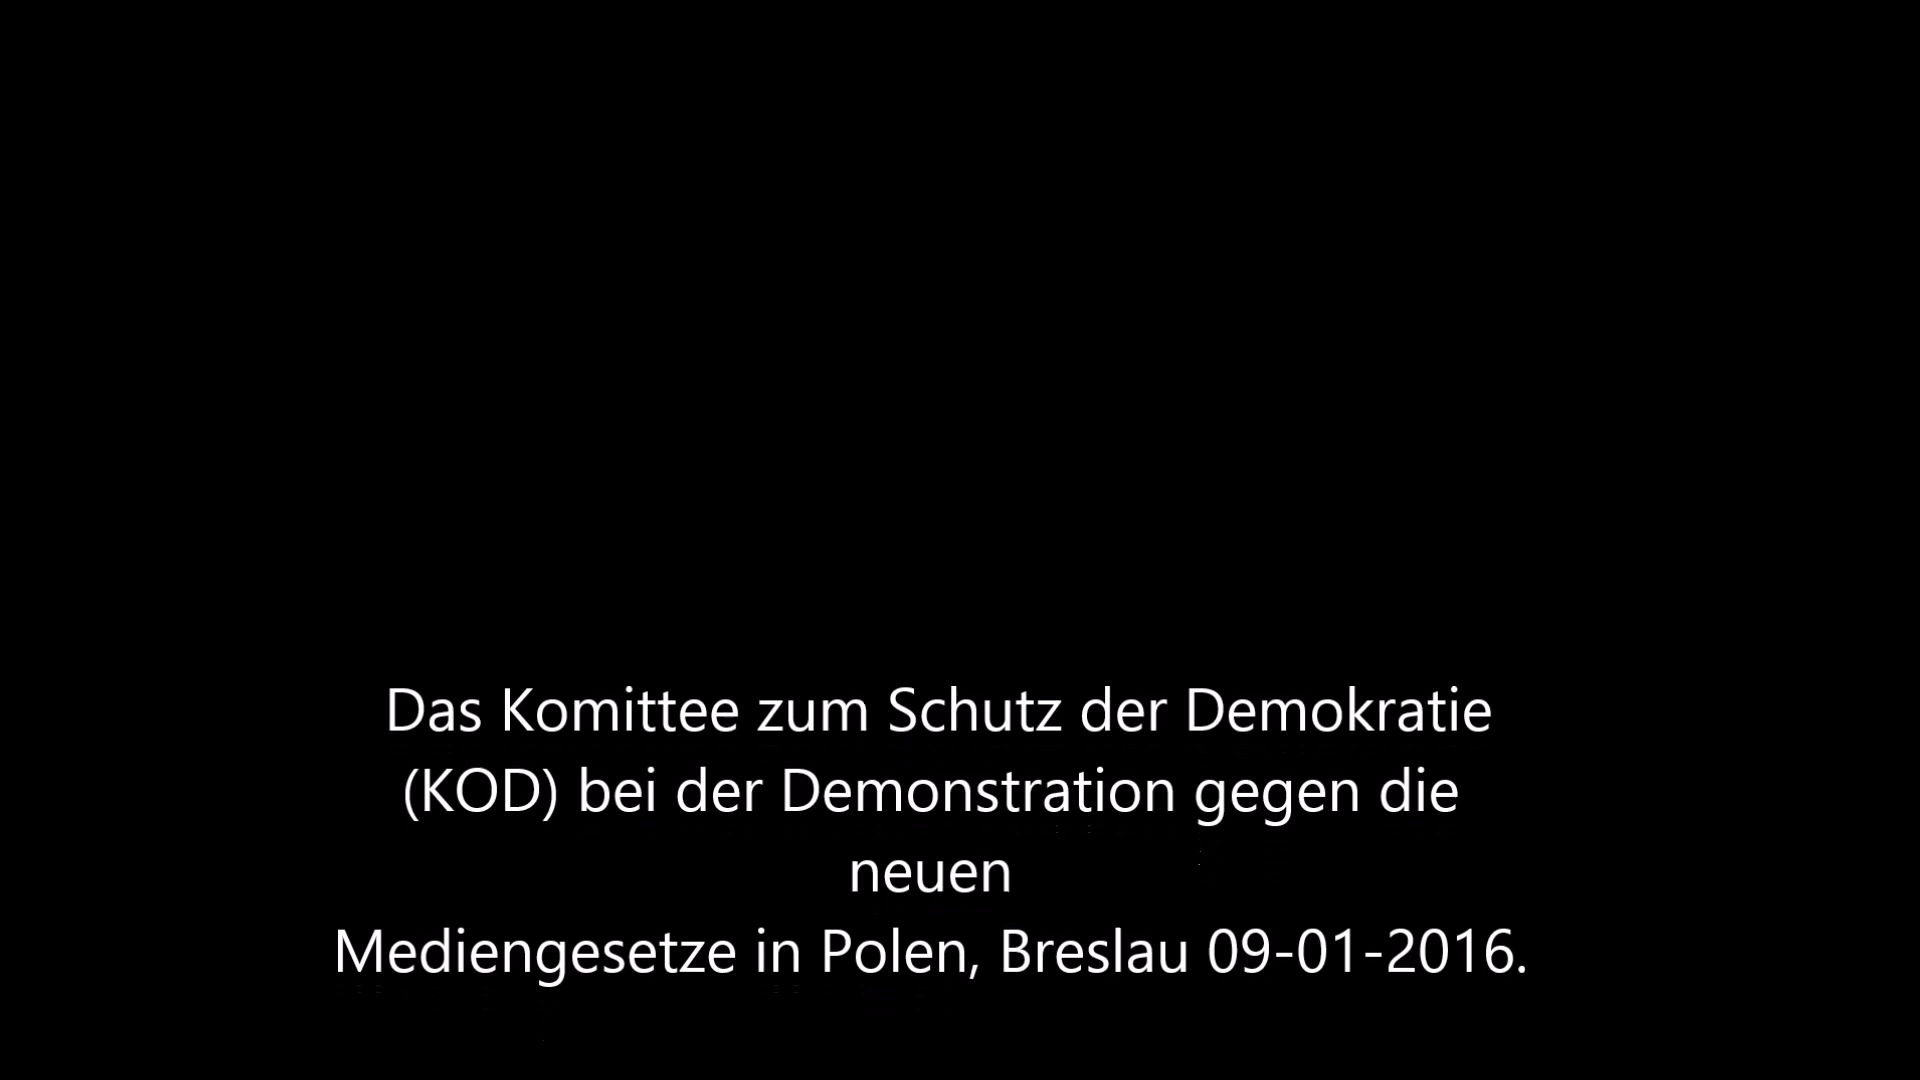 Das Komittee zum Schutz der Demokratie
(KOD) bei der Demonstration gegen die
neuen
Mediengesetze in Polen, Breslau 09-01-2016.